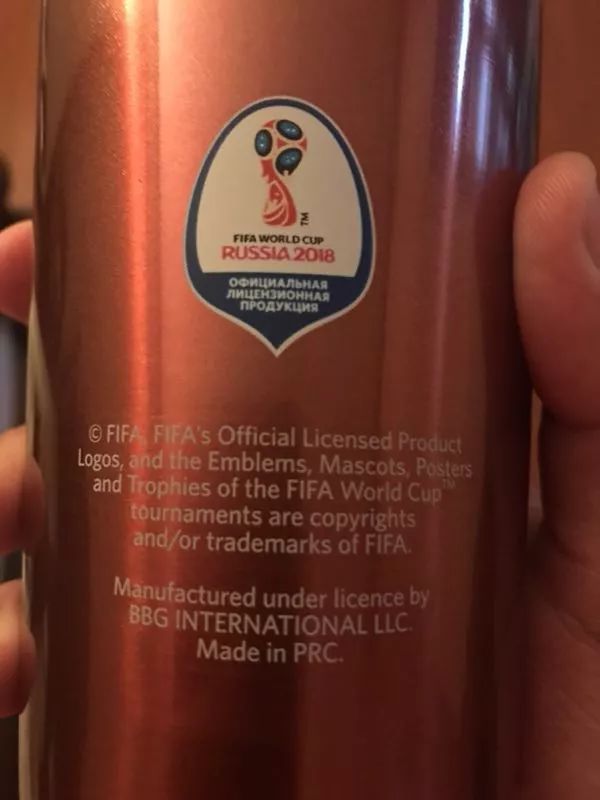 TM
FIFA WORLD CUP
RUSSIA 2018
ОФИЦИАЛЬНАЯ
ЛИЦЕНЗИОННАЯ
ПРОДУКЦИЯ
© FIFA, FIFA's Official Licensed Product
Logos, and the Emblems, Mascots, Posters
and Trophies of the FIFA World Cup™
tournaments are copyrights
and/or trademarks of FIFA.
Manufactured under licence by
BBG INTERNATIONAL LLC.
Made in PRC.